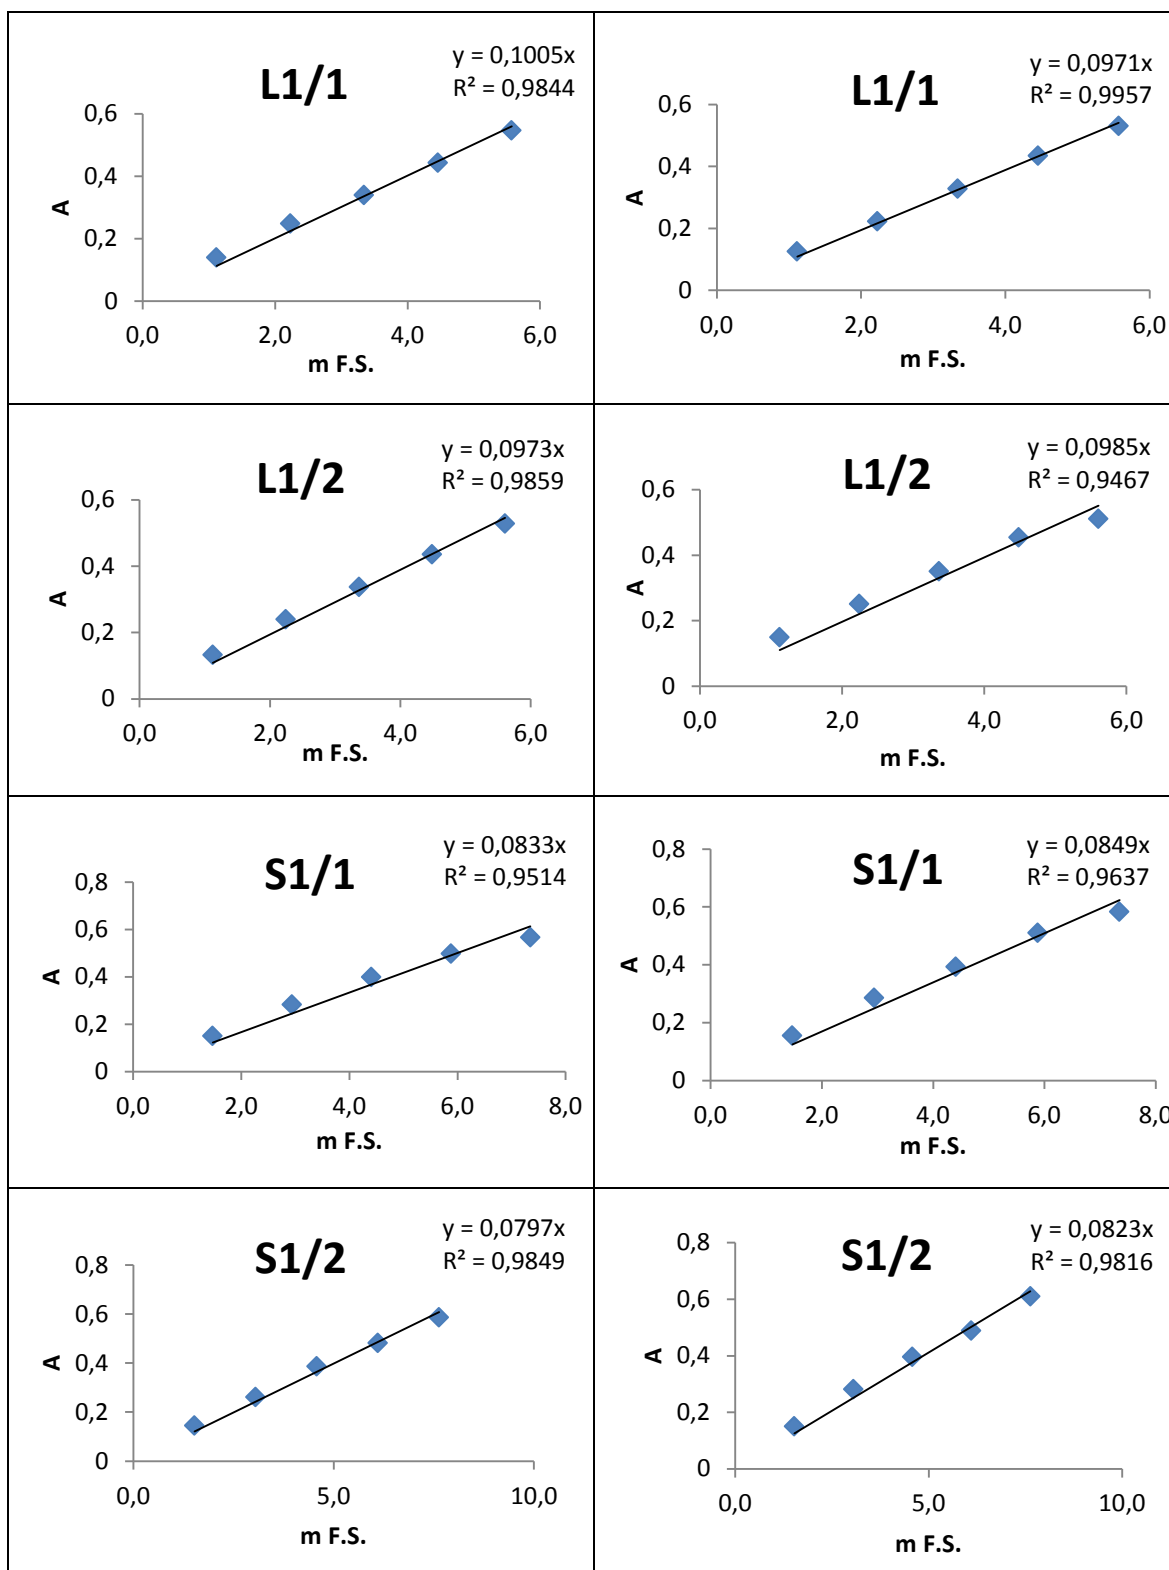 L1/1
y = 0,1005x
R² = 0,9844
0,6
0,4
0,2
0
A
0,0 2,0 4,0 6,0
m F.S.
L1/1
y = 0,0971x
R² = 0,9957
0,6
0,4
0,2
0
A
0,0 2,0 4,0 6,0
m F.S.
L1/2
y = 0,0973x
R² = 0,9859
0,6
0,4
0,2
0
A
0,0 2,0 4,0 6,0
m F.S.
L1/2
y = 0,0985x
R² = 0,9467
0,6
0,4
0,2
0
A
0,0 2,0 4,0 6,0
m F.S.
S1/1
y = 0,0833x
R² = 0,9514
0,8
0,6
0,4
0,2
0
A
0,0 2,0 4,0 6,0 8,0
m F.S.
S1/1
y = 0,0849x
R² = 0,9637
0,8
0,6
0,4
0,2
0
A
0,0 2,0 4,0 6,0 8,0
m F.S.
S1/2
y = 0,0797x
R² = 0,9849
0,8
0,6
0,4
0,2
0
A
0,0 5,0 10,0
m F.S.
S1/2
y = 0,0823x
R² = 0,9816
0,8
0,6
0,4
0,2
0
A
0,0 5,0 10,0
m F.S.